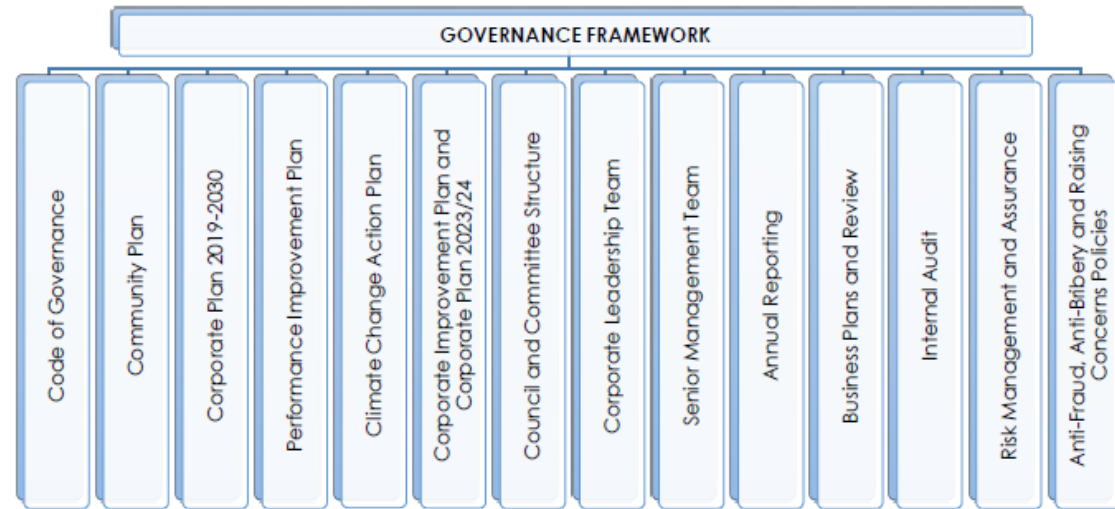 GOVERNANCE FRAMEWORK
Code of Governance
Community Plan
Corporate Plan 2019-2030
Performance Improvement Plan
Climate Change Action Plan
Corporate Improvement Plan and
Corporate Plan 2023/24
Council and Committee Structure
Corporate Leadership Team
Senior Management Team
Annual Reporting
Business Plans and Review
Internal Audit
Risk Management and Assurance
Anti-Fraud, Anti-Bribery and Raising
Concerns Policies